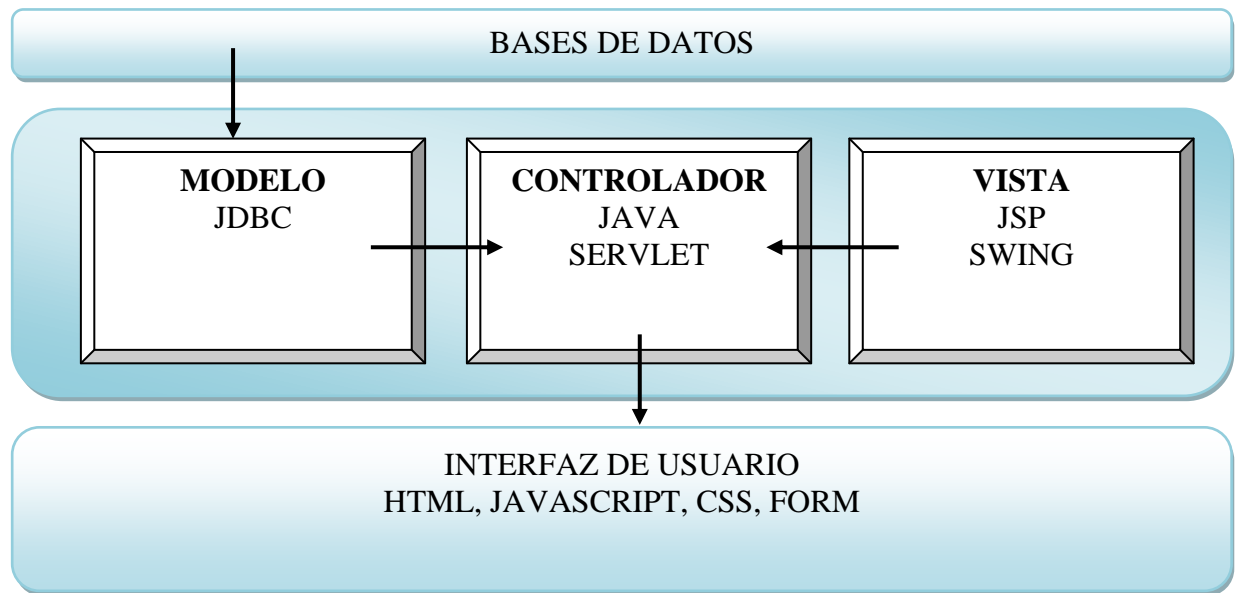 BASES DE DATOS
MODELO
JDBC
CONTROLADOR
JAVA
SERVLET
VISTA
JSP
SWING
INTERFAZ DE USUARIO
HTML, JAVASCRIPT, CSS, FORM